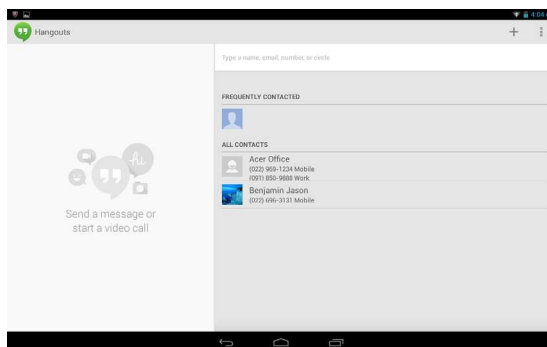 4:04
Hangouts
Type a name, email, number, or circle
FREQUENTLY CONTACTED
hi
ALL CONTACTS
Acer Office
(022) 969-1234 Mobile
(091) 850-9888 Work
Benjamin Jason
(022) 696-3131 Mobile
Send a message or
start a video call